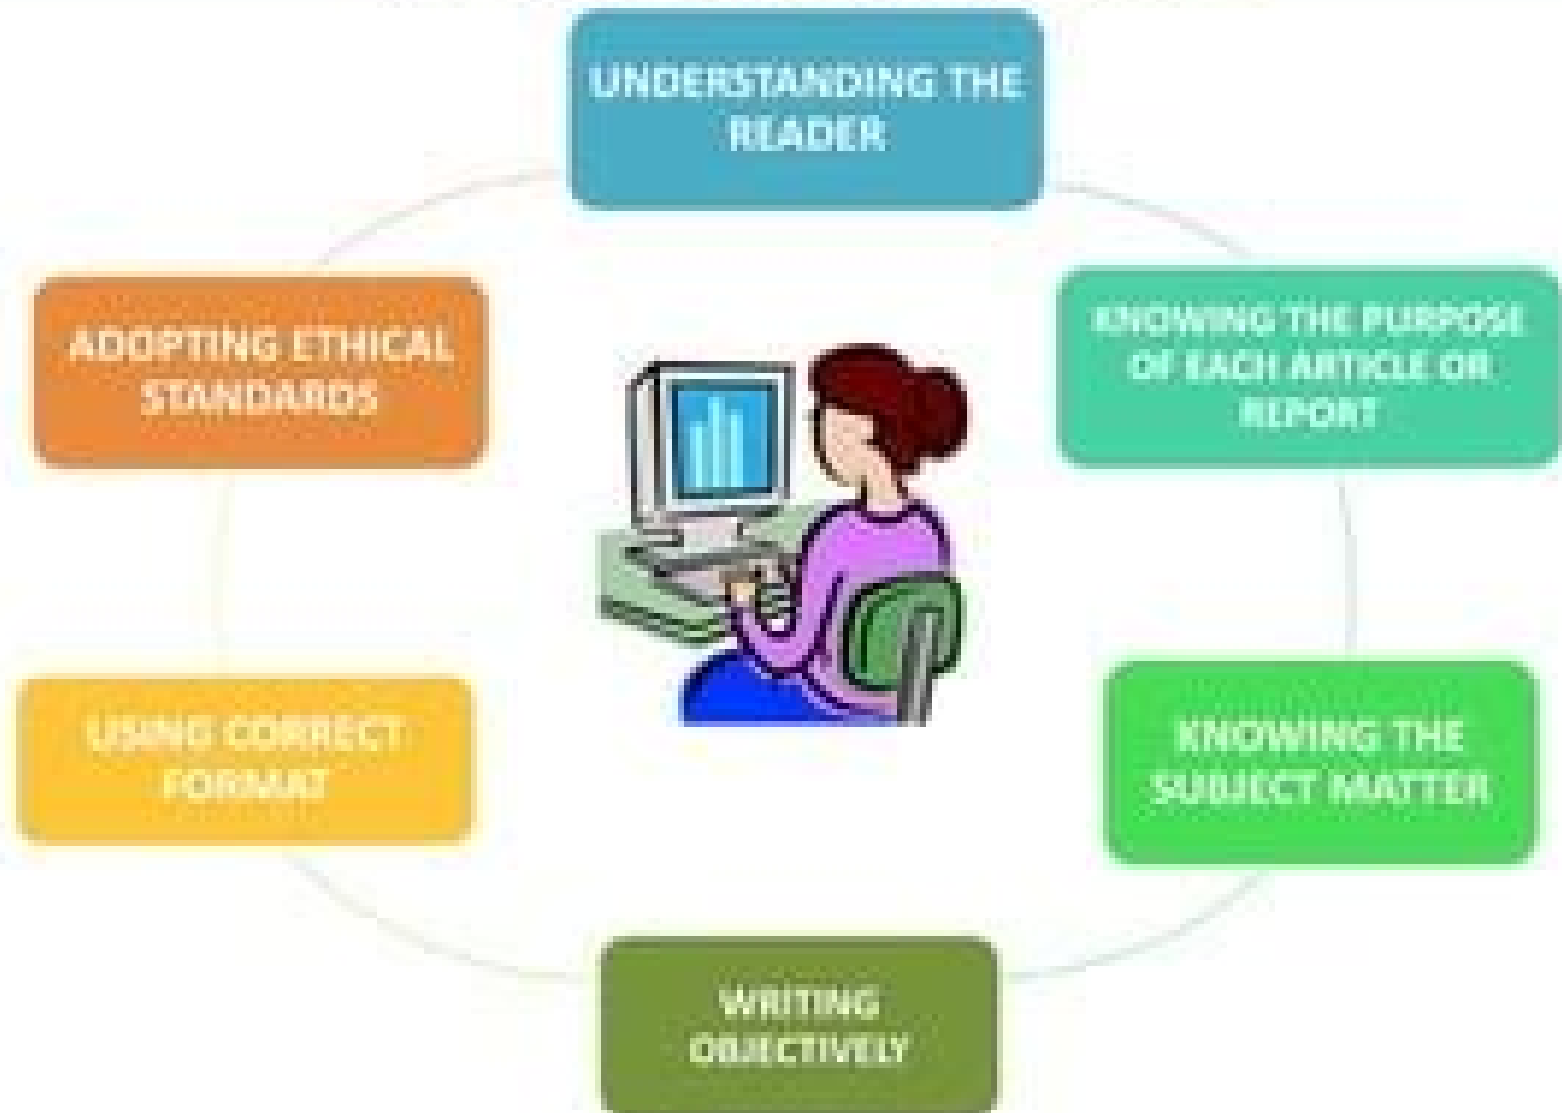 UNDERSTANDING THE
READER
KNOWING THE PURPOSE
OF EACH ARTICLE OR
REPORT
KNOWING THE
SUBJECT MATTER
WRITING
OBJECTIVELY
USING CORRECT
FORMAT
ADOPTING ETHICAL
STANDARDS